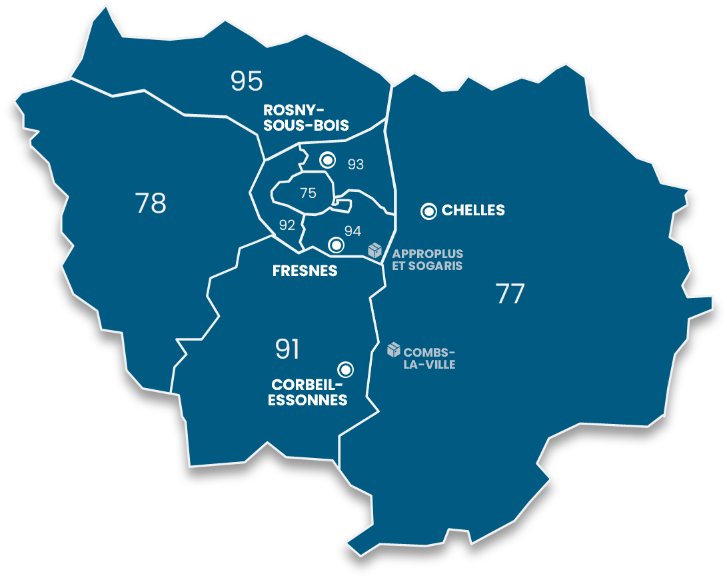 95
ROSNY-
SOUS-BOIS
93
75
78
92
94
CHELLES
APPROPLUS
ET SOGARIS
FRESNES
77
91
COMBS-
LA-VILLE
CORBEIL-
ESSONNES